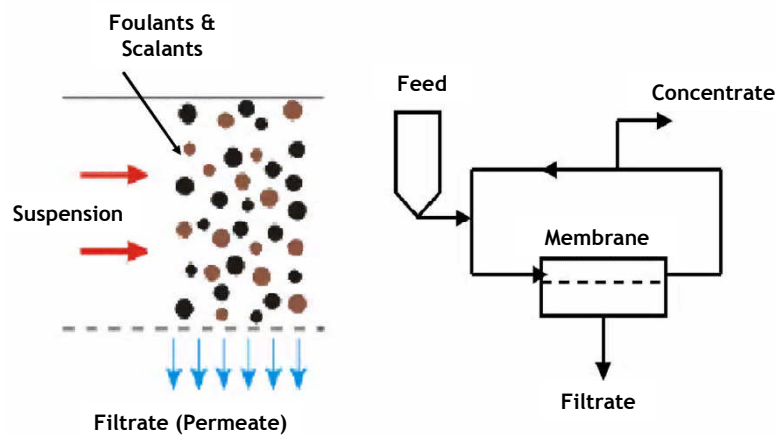 Foulants &
Scalants
Suspension
Filtrate (Permeate)
Feed
Concentrate
Membrane
Filtrate